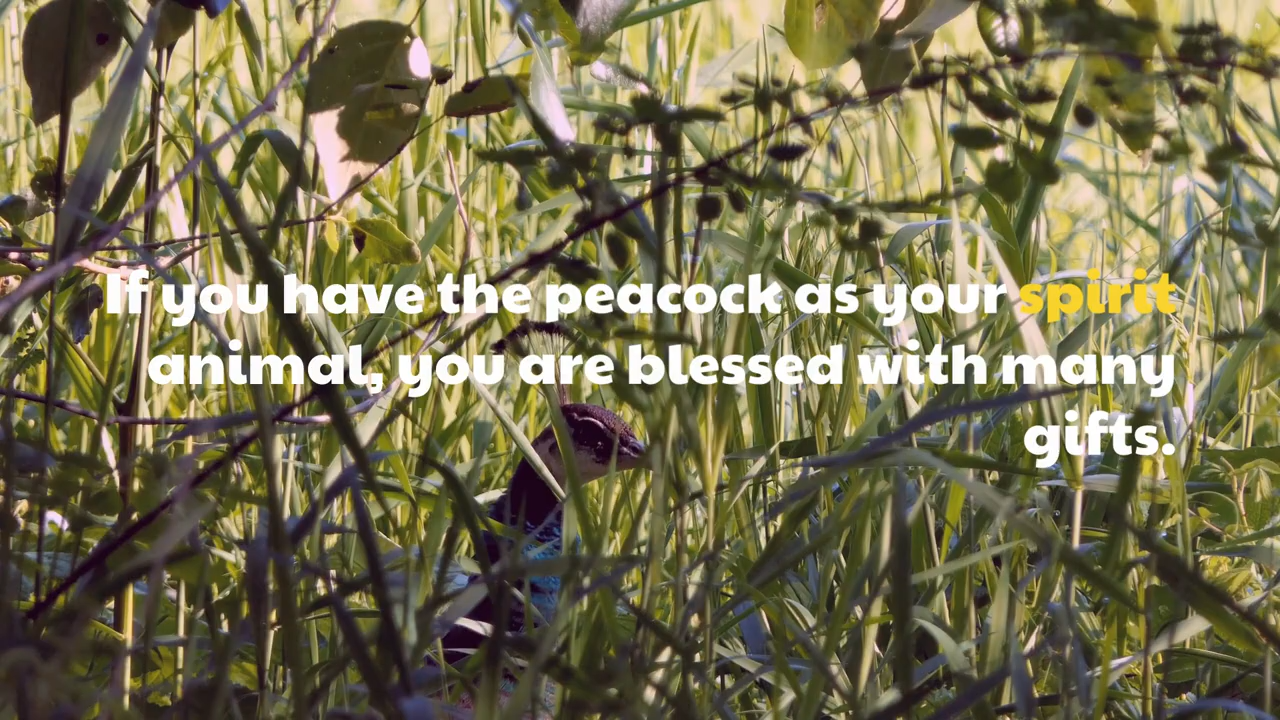 If you have the peacock as your spirit
animal, you are blessed with many
gifts.